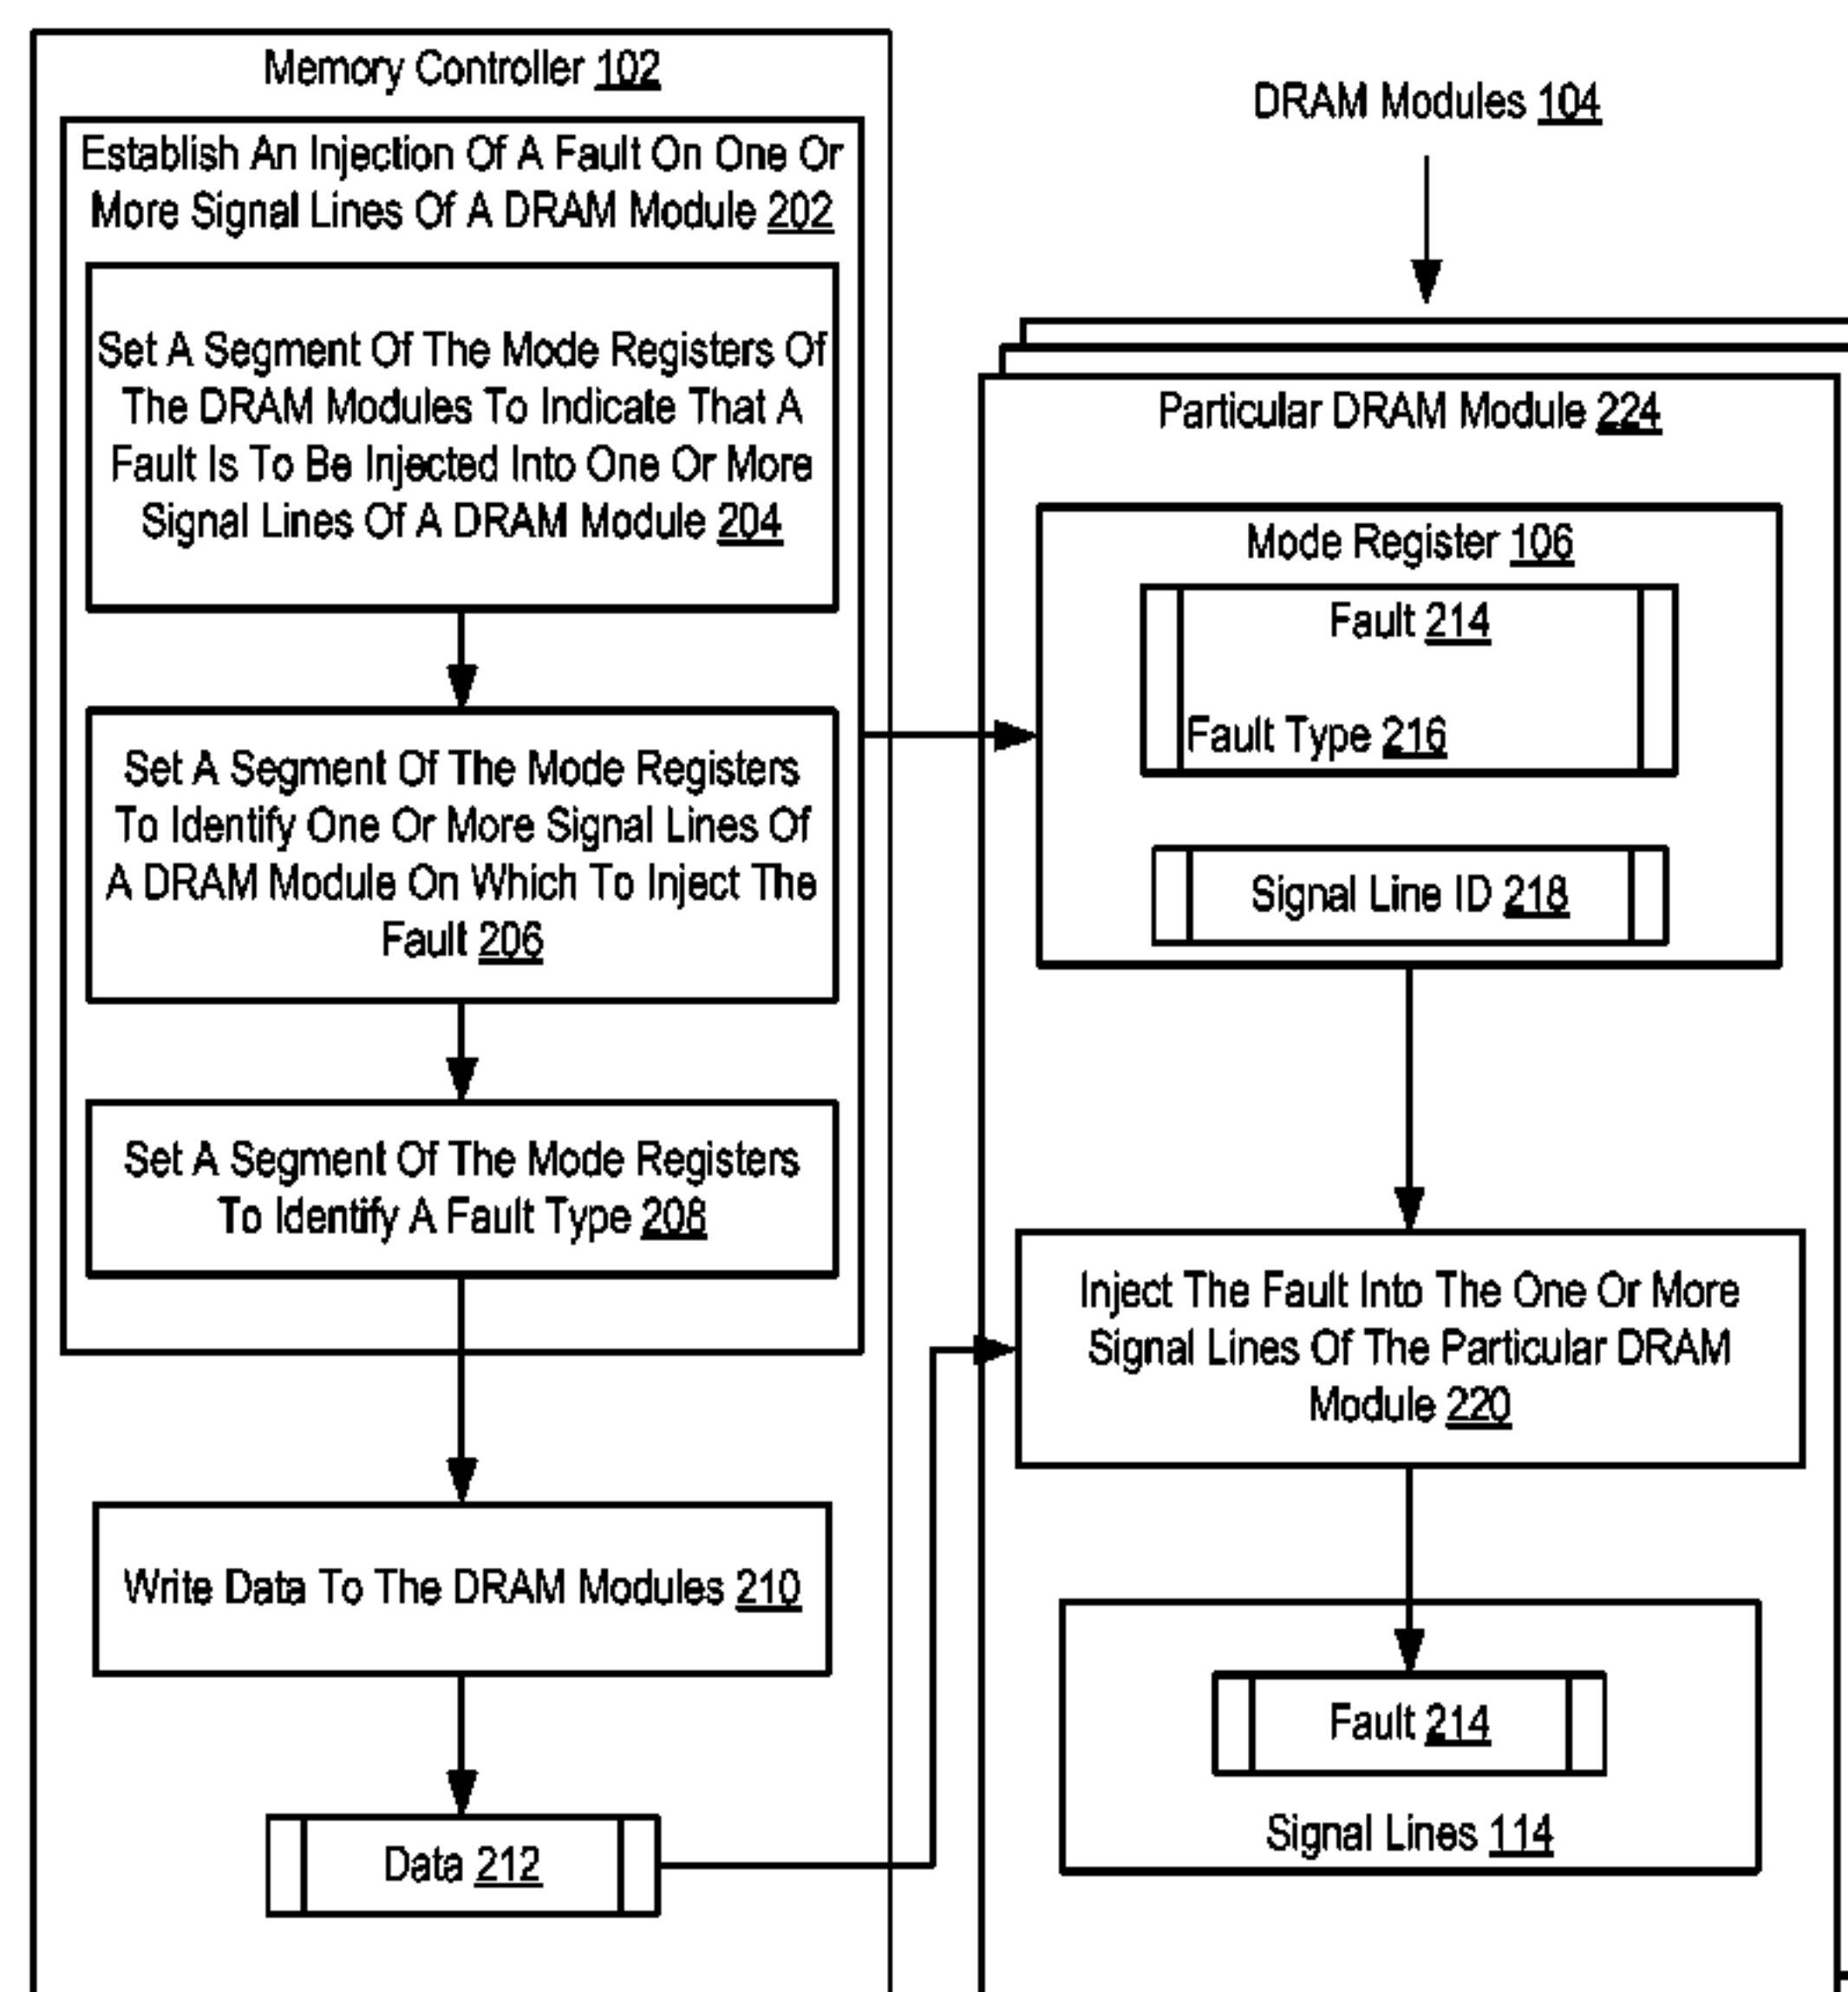 Memory Controller 102
Establish An Injection Of A Fault On One Or
More Signal Lines Of A DRAM Module 202
Set A Segment Of The Mode Registers Of
The DRAM Modules To Indicate That A
Fault Is To Be Injected Into One Or More
Signal Lines Of A DRAM Module 204
Set A Segment Of The Mode Registers
To Identify One Or More Signal Lines Of
A DRAM Module On Which To Inject The
Fault 206
Set A Segment Of The Mode Registers
To Identify A Fault Type 208
Write Data To The DRAM Modules 210
Data 212
DRAM Modules 104
Particular DRAM Module 224
Mode Register 106
Fault 214
Fault Type 216
Signal Line ID 218
Inject The Fault Into The One Or More
Signal Lines Of The Particular DRAM
Module 220
Fault 214
Signal Lines 114